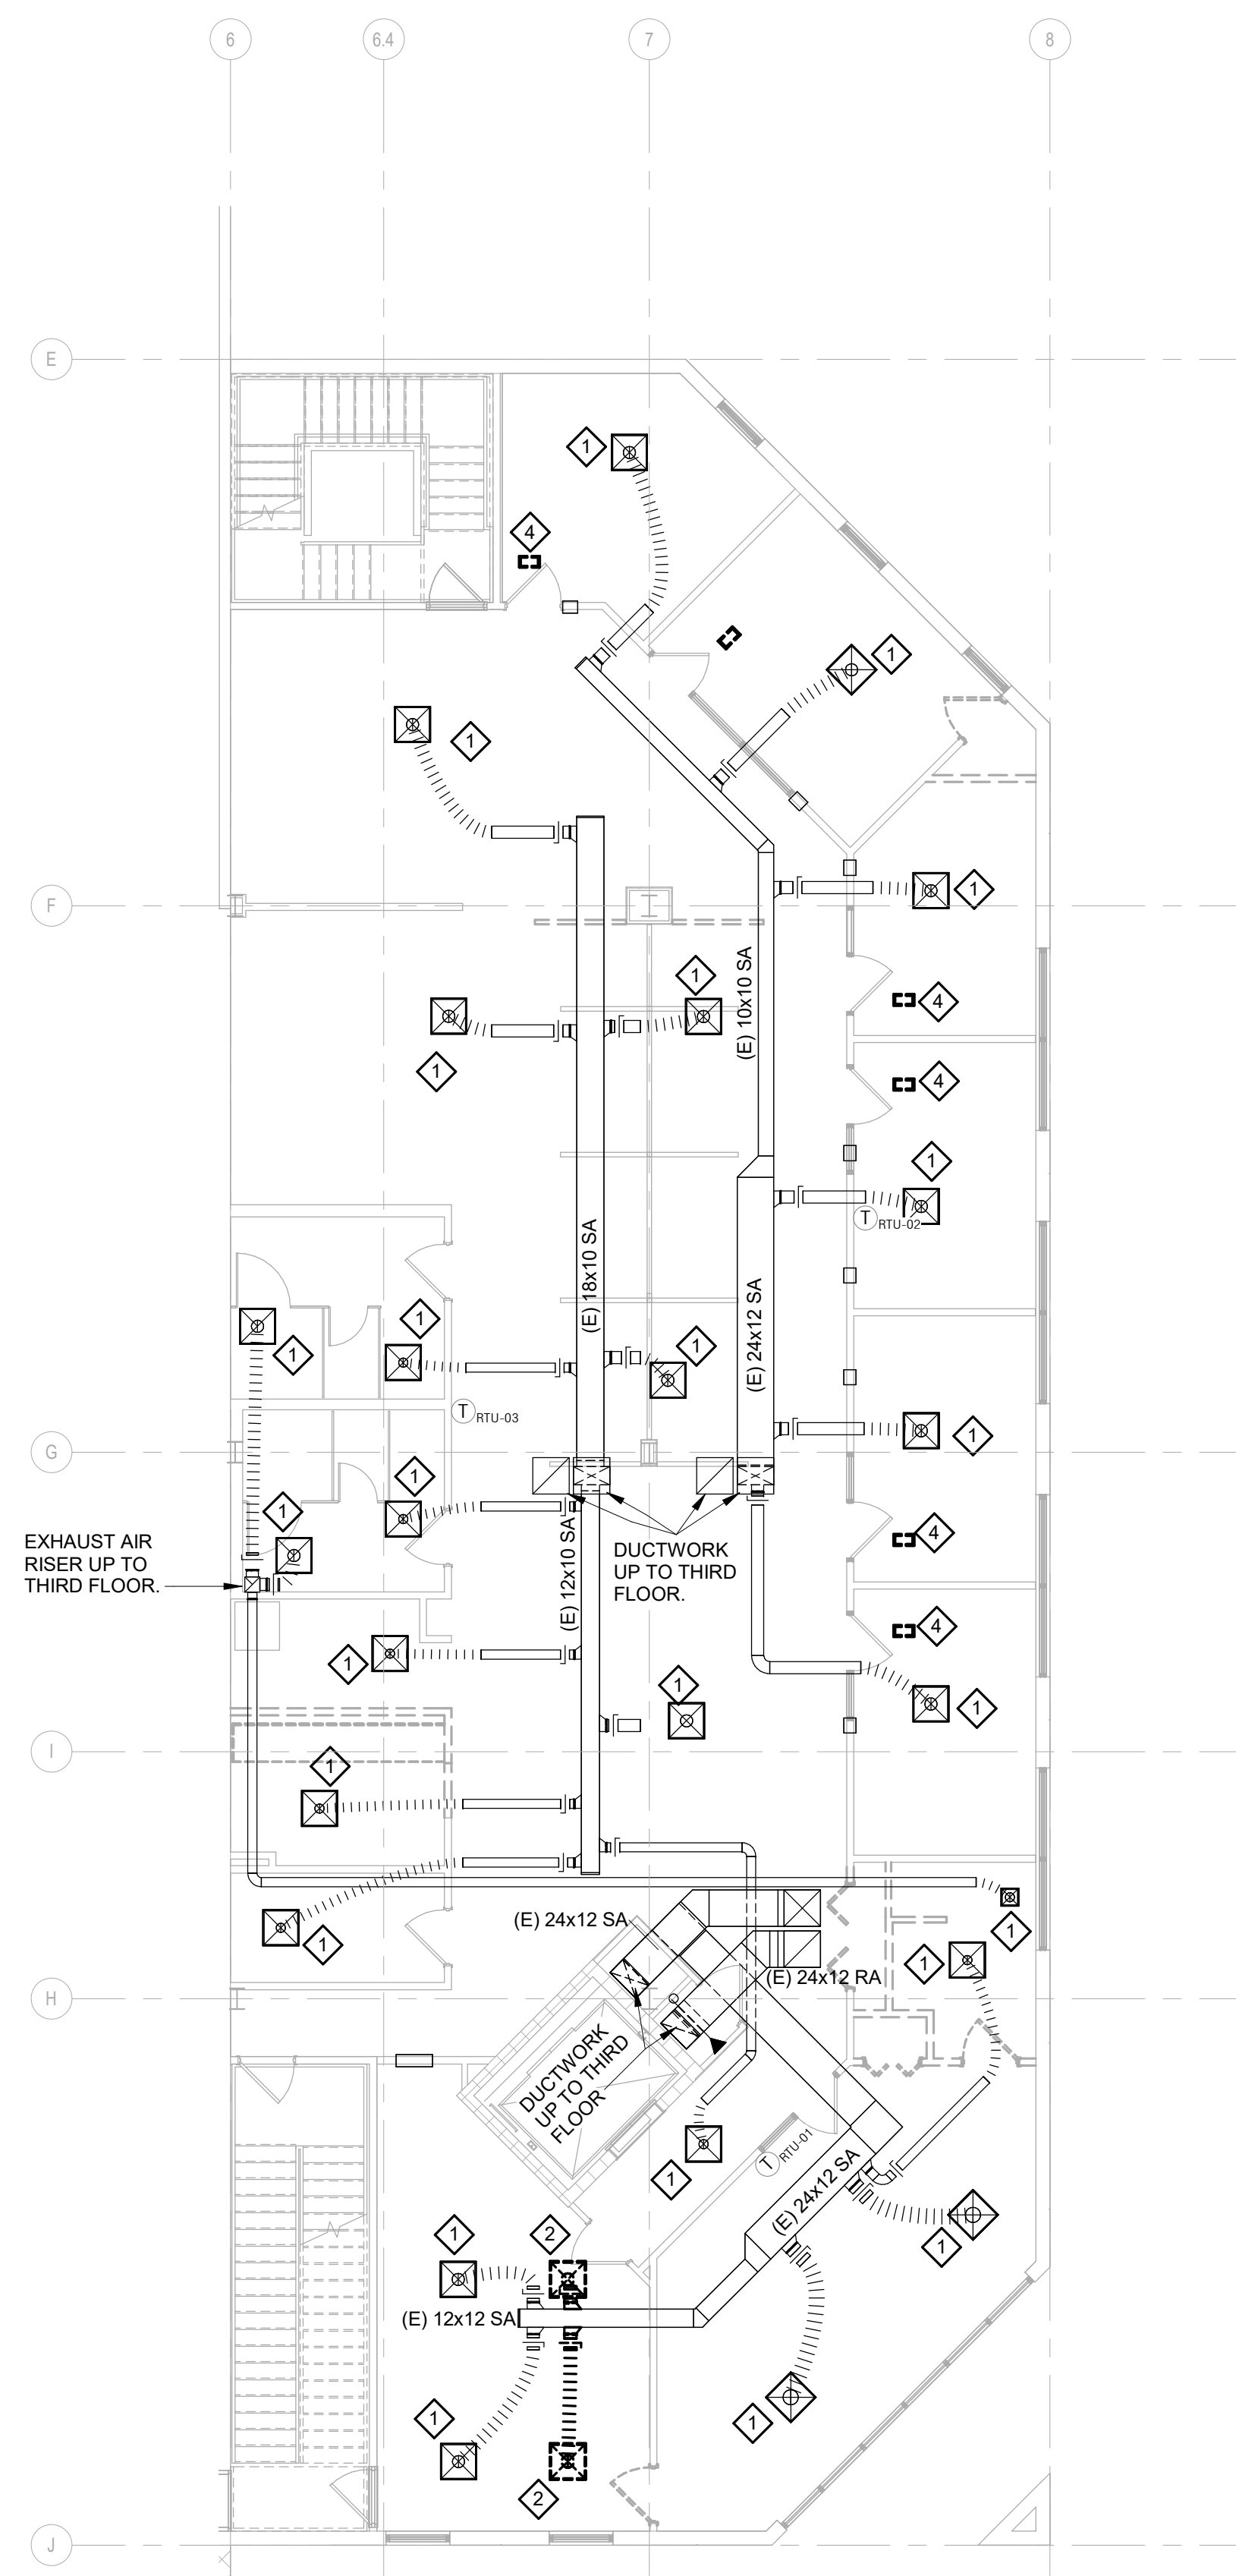 6
6.4
7
8
E
1
4
1
1
1
F
1
(E) 10x10 SA
4
1
4
1
1
T RTU-02
(E) 18x10 SA
(E) 24x12 SA
1
1
1
T RTU-03
1
G
1
1
4
EXHAUST AIR
RISER UP TO
THIRD FLOOR.
(E) 12x10 SA
DUCTWORK
UP TO THIRD
FLOOR.
4
1
1
1
I
1
(E) 24x12 SA
1
1
1
(E) 24x12 RA
H
DUCTWORK
UP TO THIRD
FLOOR
T RTU-01
1
(E) 24x12 SA
1
2
1
(E) 12x12 SA
1
1
2
J